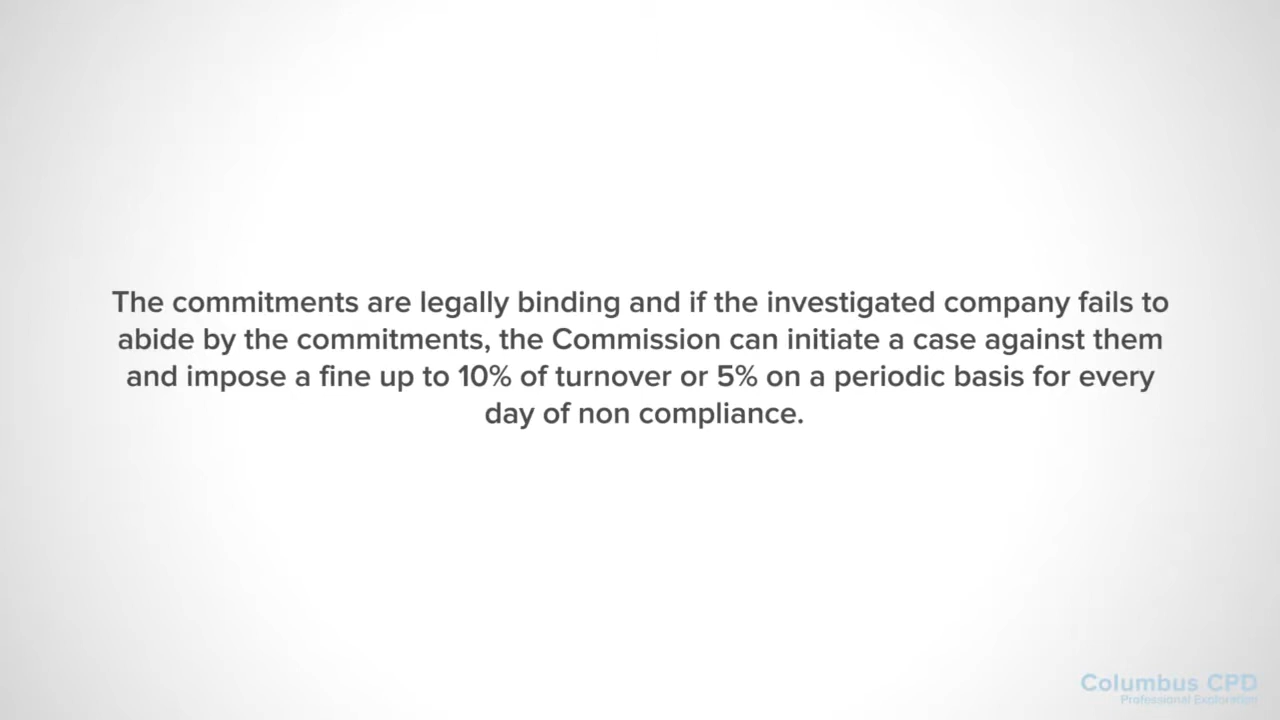 The commitments are legally binding and if the investigated company fails to
abide by the commitments, the Commission can initiate a case against them
and impose a fine up to 10% of turnover or 5% on a periodic basis for every
day of non compliance.
Columbus CPD
Professional Exploration